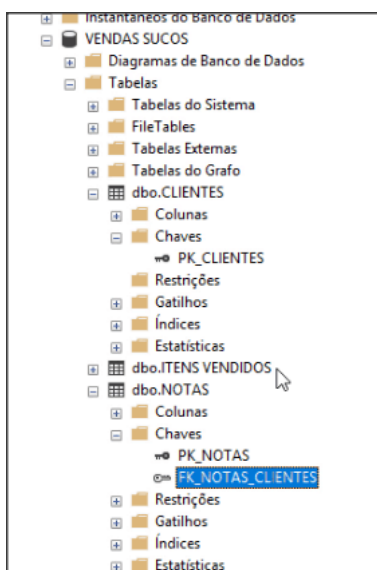 Instantâneos do Banco de Dados
VENDAS SUCOS
Diagramas de Banco de Dados
Tabelas
Tabelas do Sistema
FileTables
Tabelas Externas
Tabelas do Grafo
dbo.CLIENTES
Colunas
Chaves
PK_CLIENTES
Restrições
Gatilhos
Índices
Estatísticas
dbo.ITENS VENDIDOS
dbo.NOTAS
Colunas
Chaves
PK_NOTAS
FK_NOTAS_CLIENTES
Restrições
Gatilhos
Índices
Estatísticas